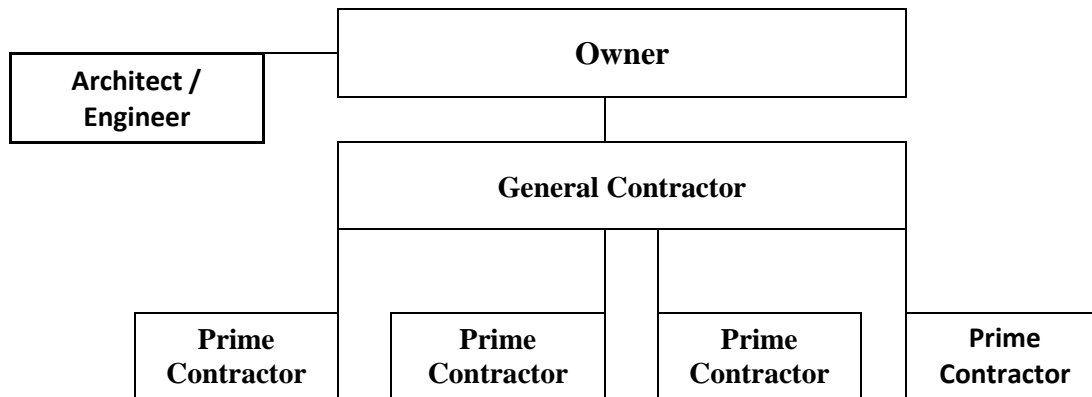 Owner
Architect /
Engineer
General Contractor
Prime
Contractor
Prime
Contractor
Prime
Contractor
Prime
Contractor